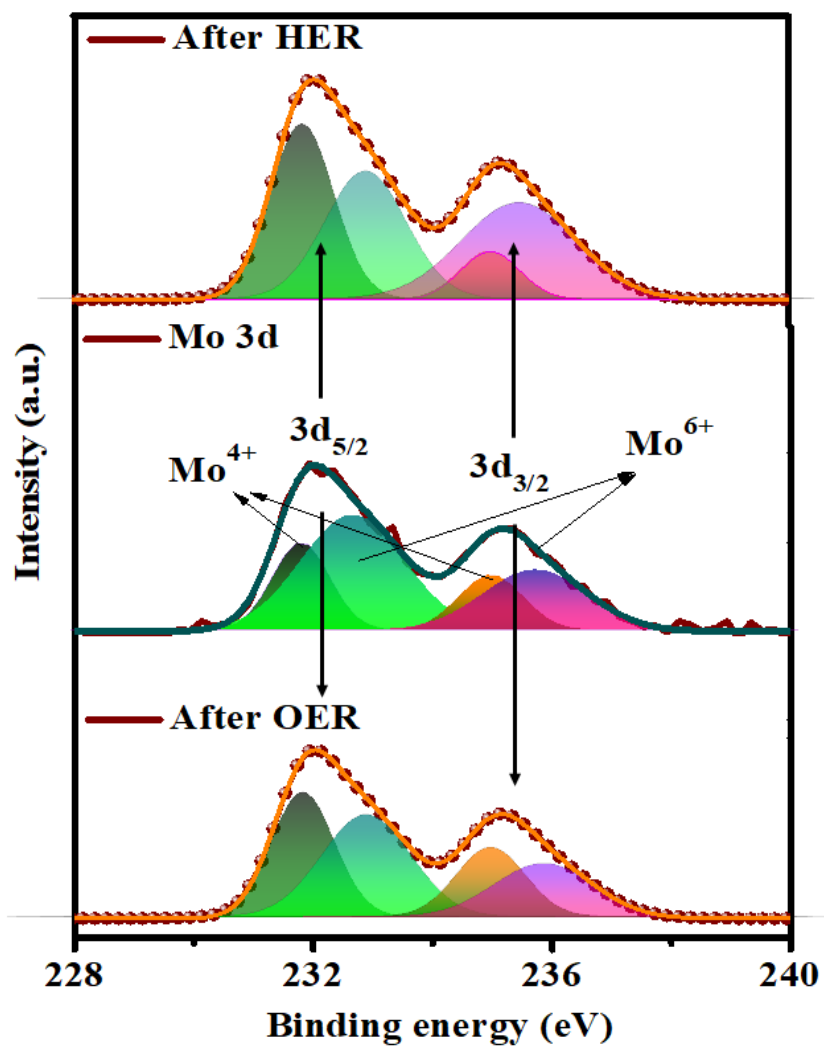 After HER
Mo 3d
3d5/2
Mo4+
3d3/2
Mo6+
After OER
228
232
236
240
Binding energy (eV)
Intensity (a.u.)